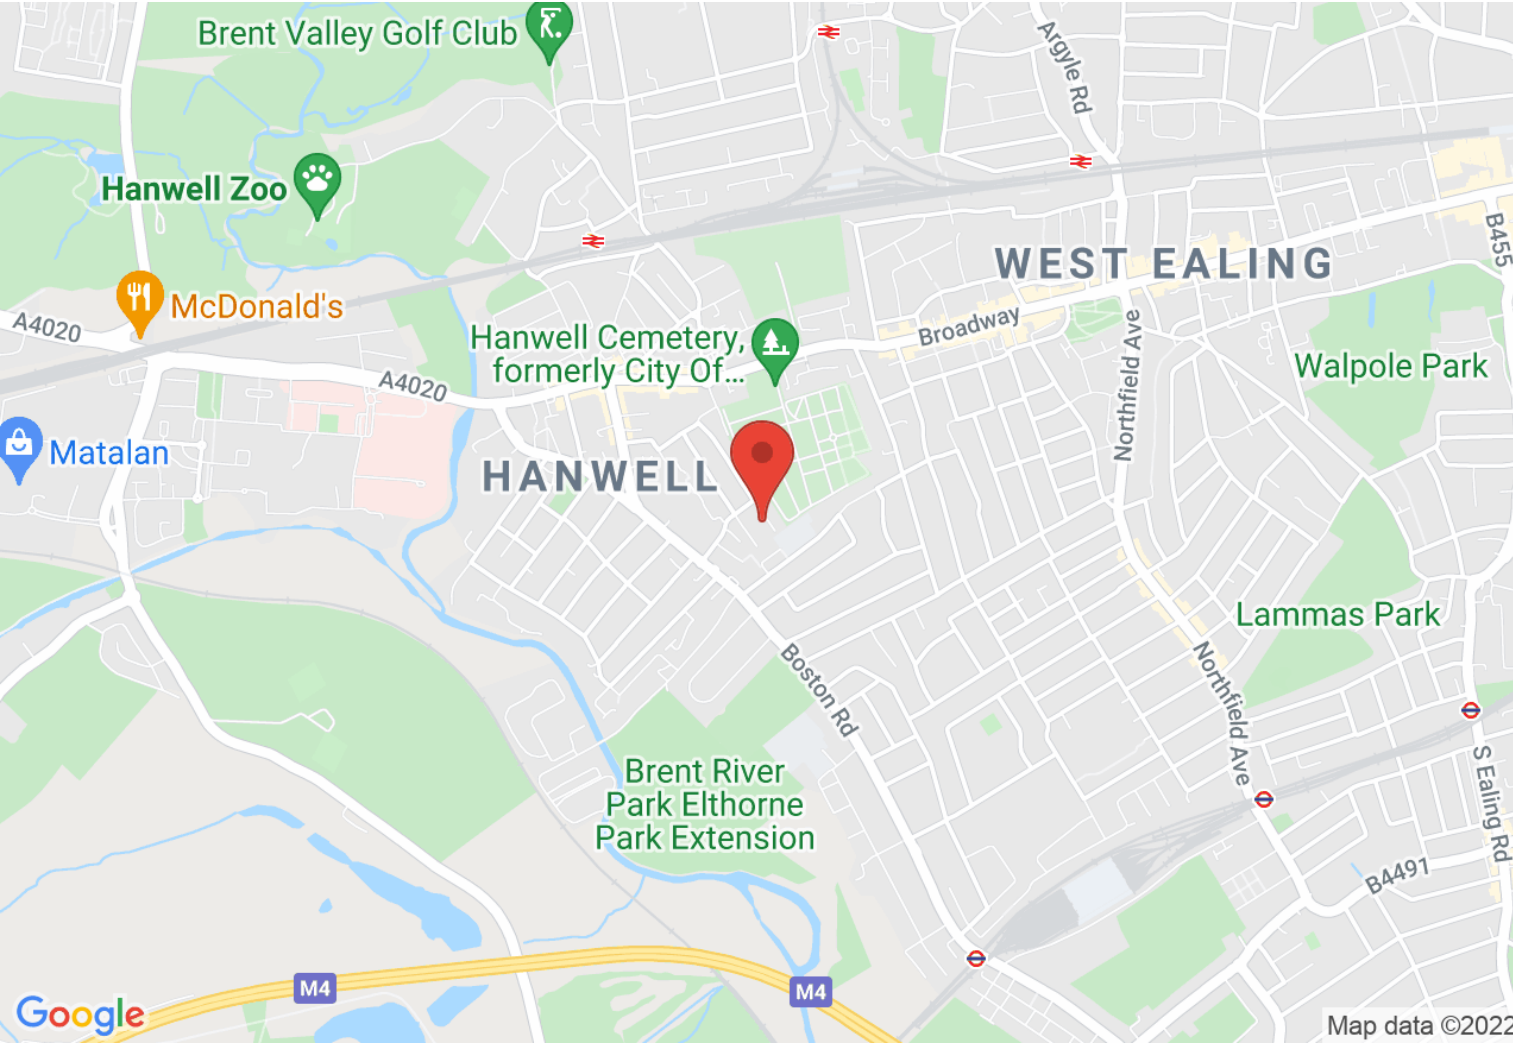 Brent Valley Golf Club
Argyle Rd
Hanwell Zoo
B455
WEST EALING
McDonald's
A4020
Broadway
Hanwell Cemetery,
formerly City Of...
Northfield Ave
Walpole Park
A4020
Matalan
HANWELL
Lammas Park
Boston Rd
Northfield Ave
Brent River
Park Elthorne
Park Extension
S Ealing Rd
B4491
M4
M4
Google
Map data ©2022